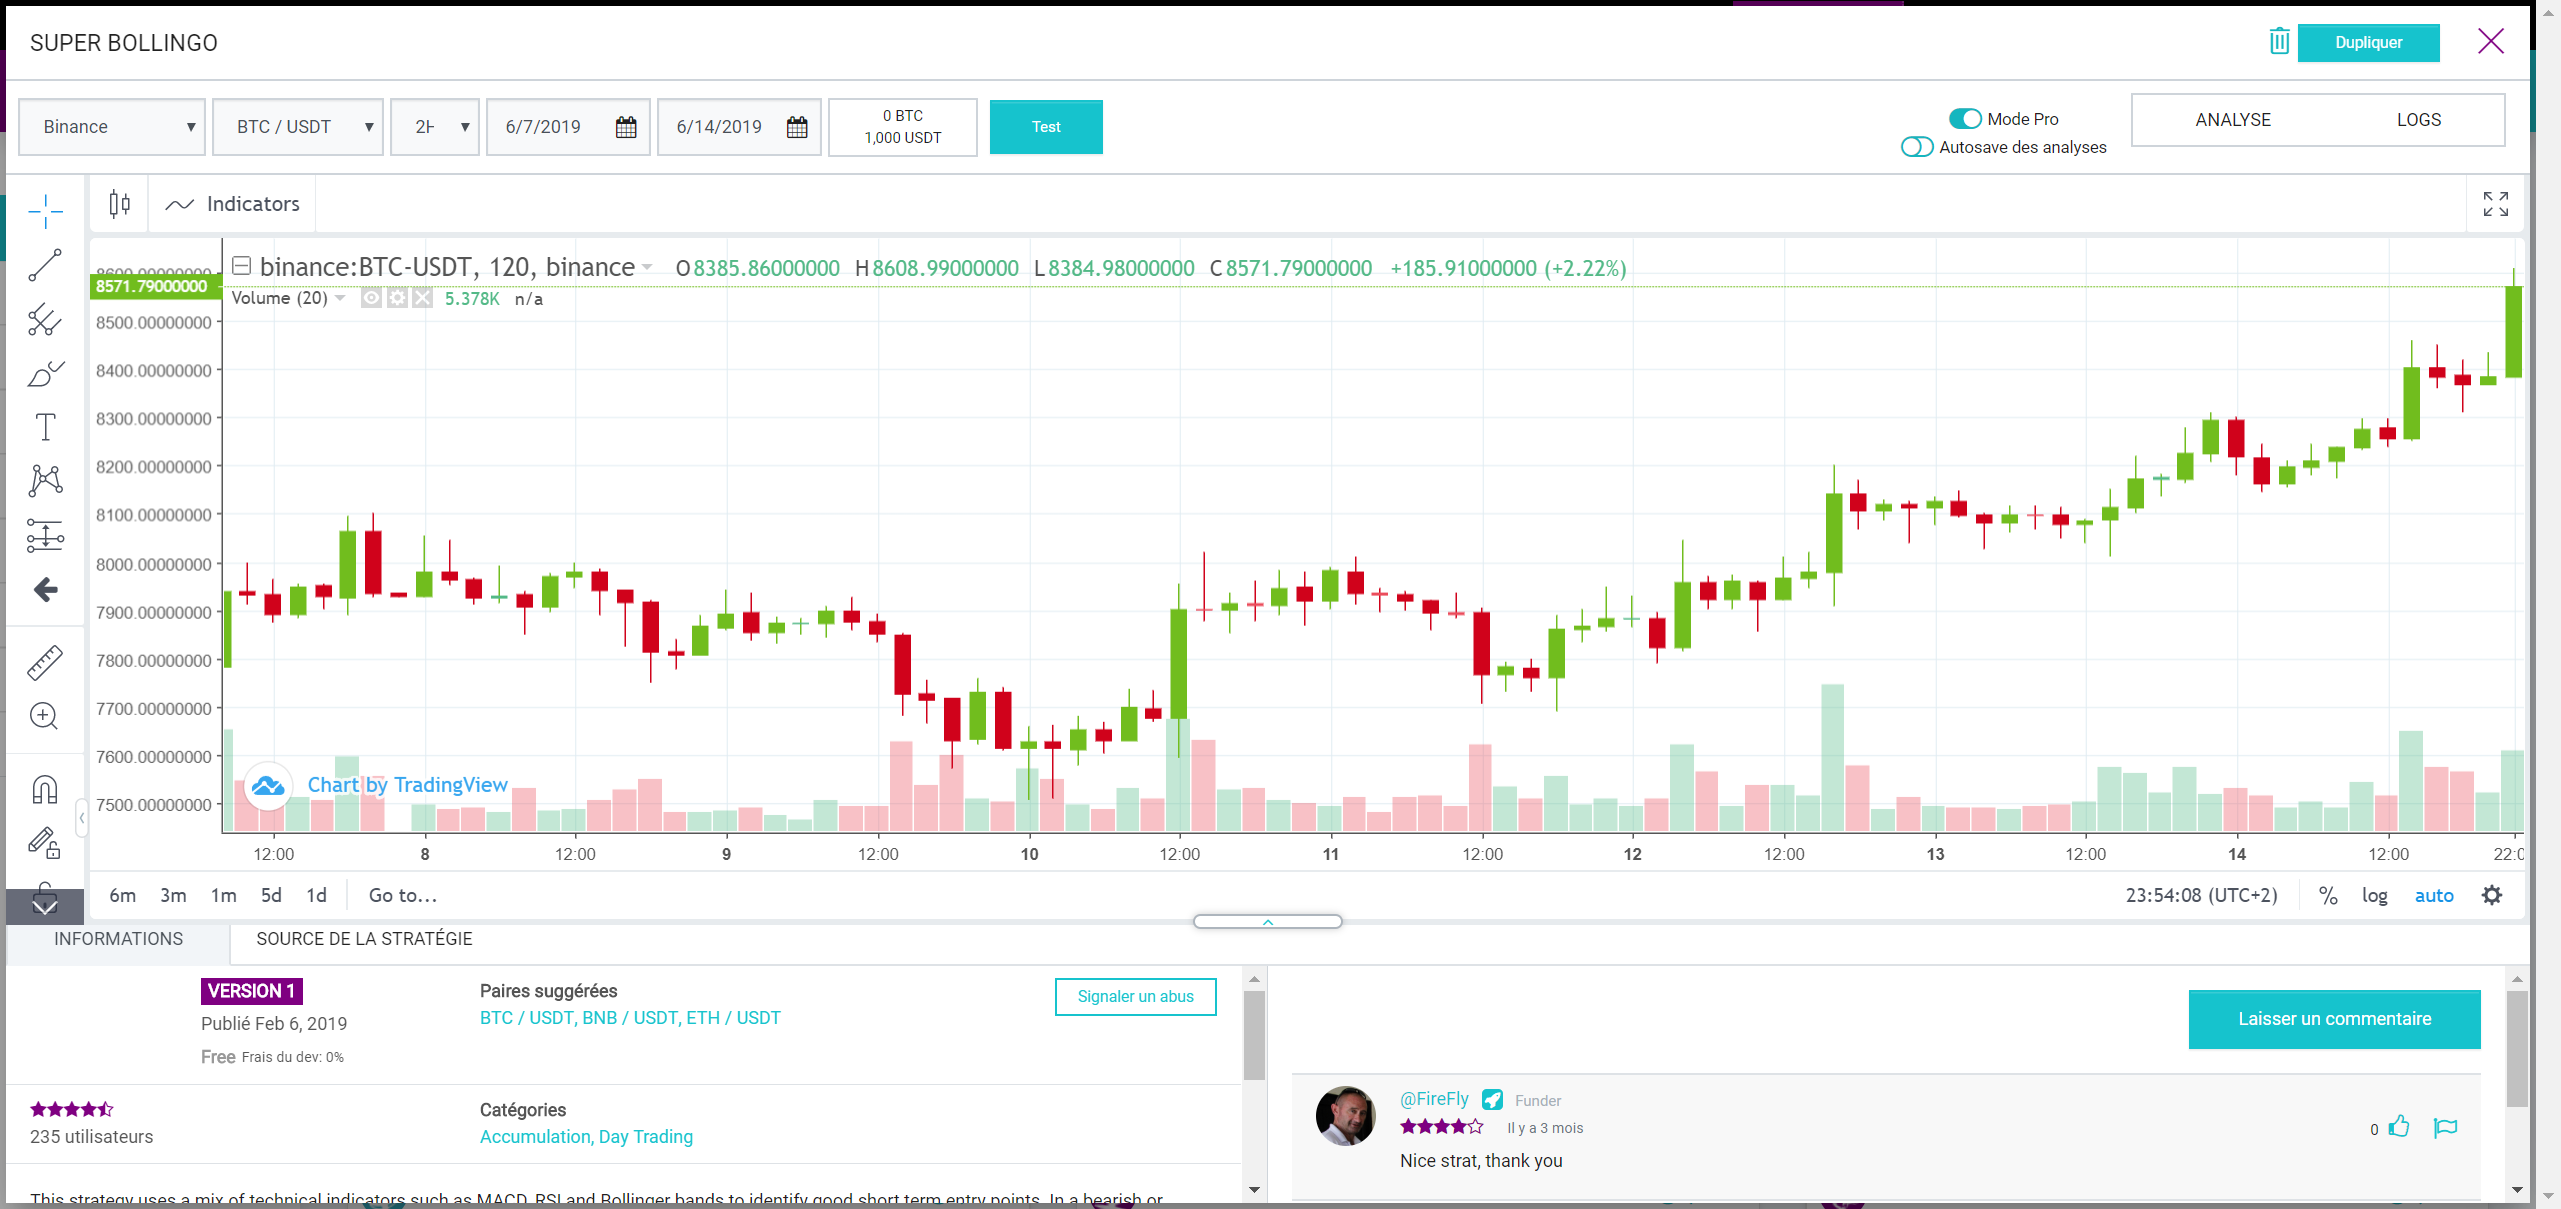 SUPER BOLLINGO
Dupliquer
Binance
BTC / USDT
6/7/2019
6/14/2019
0 BTC
1,000 USDT
Test
Mode Pro
Autosave des analyses
ANALYSE
LOGS
Indicators
binance:BTC-USDT, 120, binance O8385.86000000 H8608.99000000 L8384.98000000 C8571.79000000 +185.91000000 (+2.22%)
Volume (20) 5.378K n/a
8600.00000000
8571.79000000
8500.00000000
8400.00000000
8300.00000000
8200.00000000
8100.00000000
8000.00000000
7900.00000000
7800.00000000
7700.00000000
7600.00000000
7500.00000000
Chart by TradingView
12:00 8 12:00 9 12:00 10 12:00 11 12:00 12 12:00 13 12:00 14 12:00 22:0
6m 3m 1m 5d 1d Go to...
23:54:08 (UTC+2) % log auto
INFORMATIONS
SOURCE DE LA STRATÉGIE
VERSION 1
Publié Feb 6, 2019
Free Frais du dev: 0%
Paires suggérées
BTC / USDT, BNB / USDT, ETH / USDT
Signaler un abus
235 utilisateurs
Catégories
Accumulation, Day Trading
This strategy uses a mix of technical indicators such as MACD, RSI and Bollinger bands to identify good short term entry points. In a bearish or
Laisser un commentaire
@FireFly Funder
Il y a 3 mois
Nice strat, thank you
0